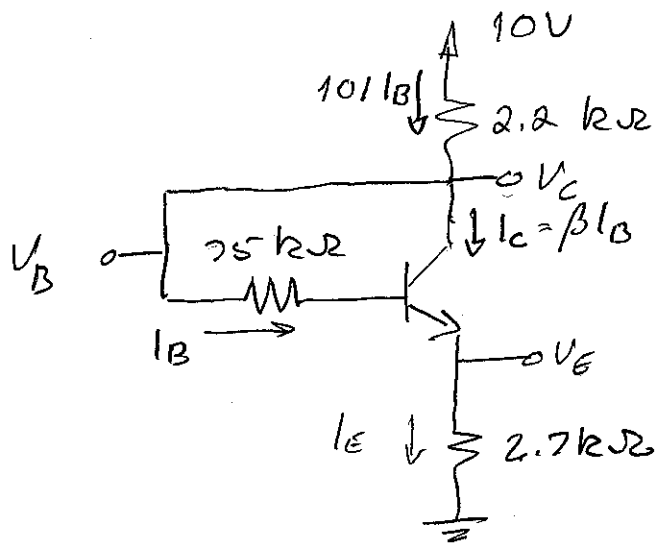 10V
101 IB
2.2 kΩ
VC
IC = βIB
VB
75 kΩ
IB
VE
IE
2.7kΩ